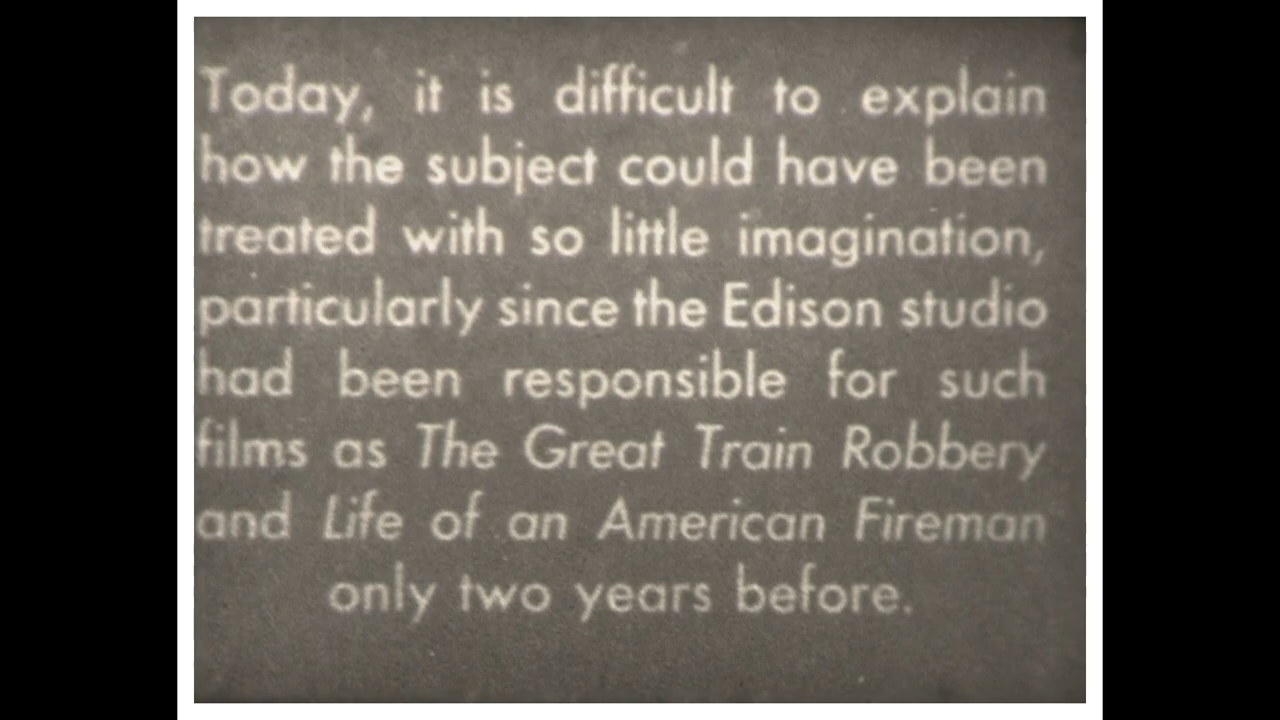 Today, it is difficult to explain
how the subject could have been
treated with so little imagination,
particularly since the Edison studio
had been responsible for such
films as The Great Train Robbery
and Life of an American Fireman
only two years before.